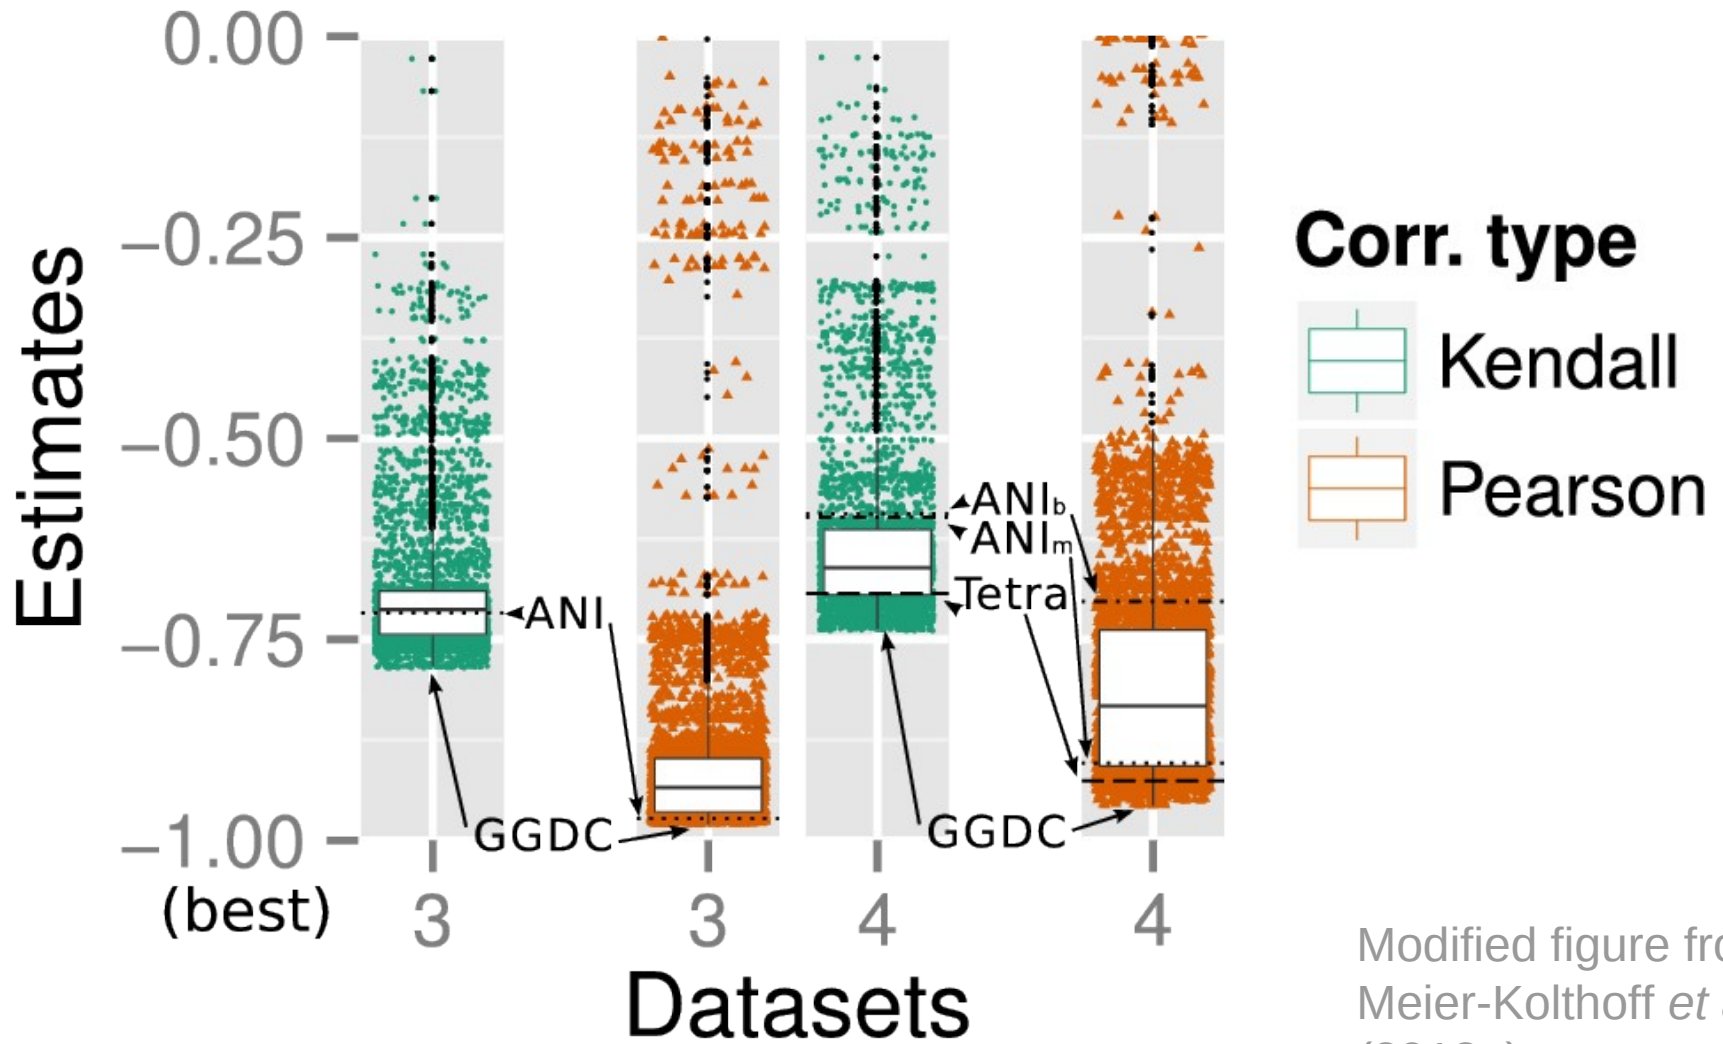 Estimates
0.00
−0.25
−0.50
−0.75
−1.00
(best)
ANI
GGDC
ANIb
ANIm
Tetra
GGDC
3
3
4
4
Datasets
Corr. type
Kendall
Pearson
Modified figure
Meier-Kolthoff et